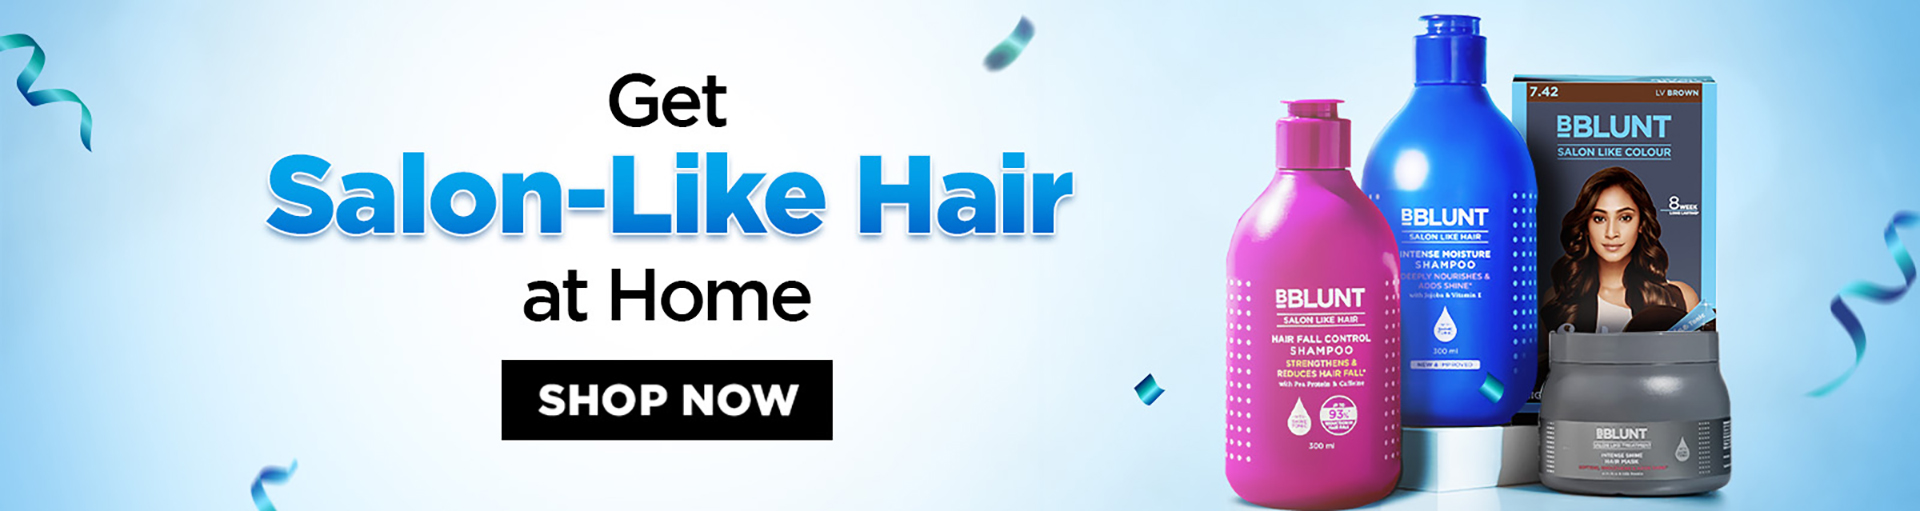 Get
Salon-Like Hair
at Home
SHOP NOW
BBLUNT
SALON LIKE HAIR
HAIR FALL CONTROL
SHAMPOO
STRENGTHENS &
REDUCES HAIR FALL*
with Pea Protein & Caffeine
UP TO
93%
300 ml
BBLUNT
SALON LIKE HAIR
INTENSE MOISTURE
SHAMPOO
DEEPLY NOURISHES &
ADDS SHINE*
with Jojoba & Vitamin E
300 ml
NEW & IMPROVED
7.42
LV BROWN
BBLUNT
SALON LIKE COLOUR
8 WEEK
BBLUNT
SALON LIKE TREATMENT
INTENSE SHINE
HAIR MASK